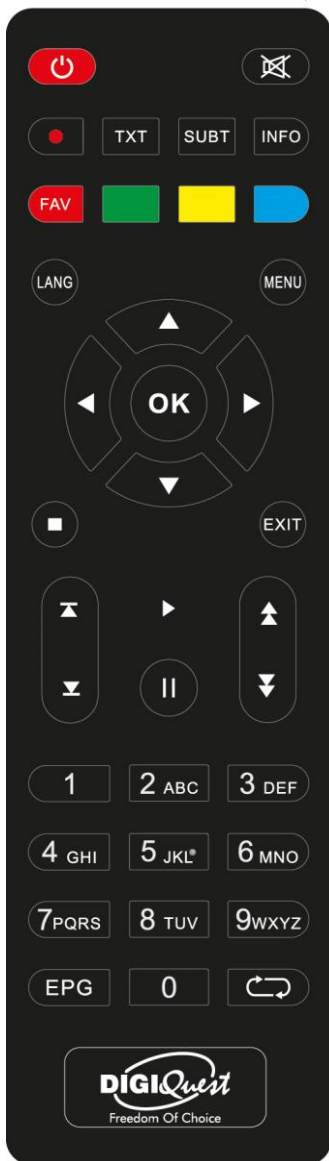 TXT SUBT INFO
FAV
LANG MENU
OK
EXIT
1 2 ABC 3 DEF
4 GHI 5 JKL 6 MNO
7PQRS 8 TUV 9WXYZ
EPG 0
DIGIQuest
Freedom Of Choice